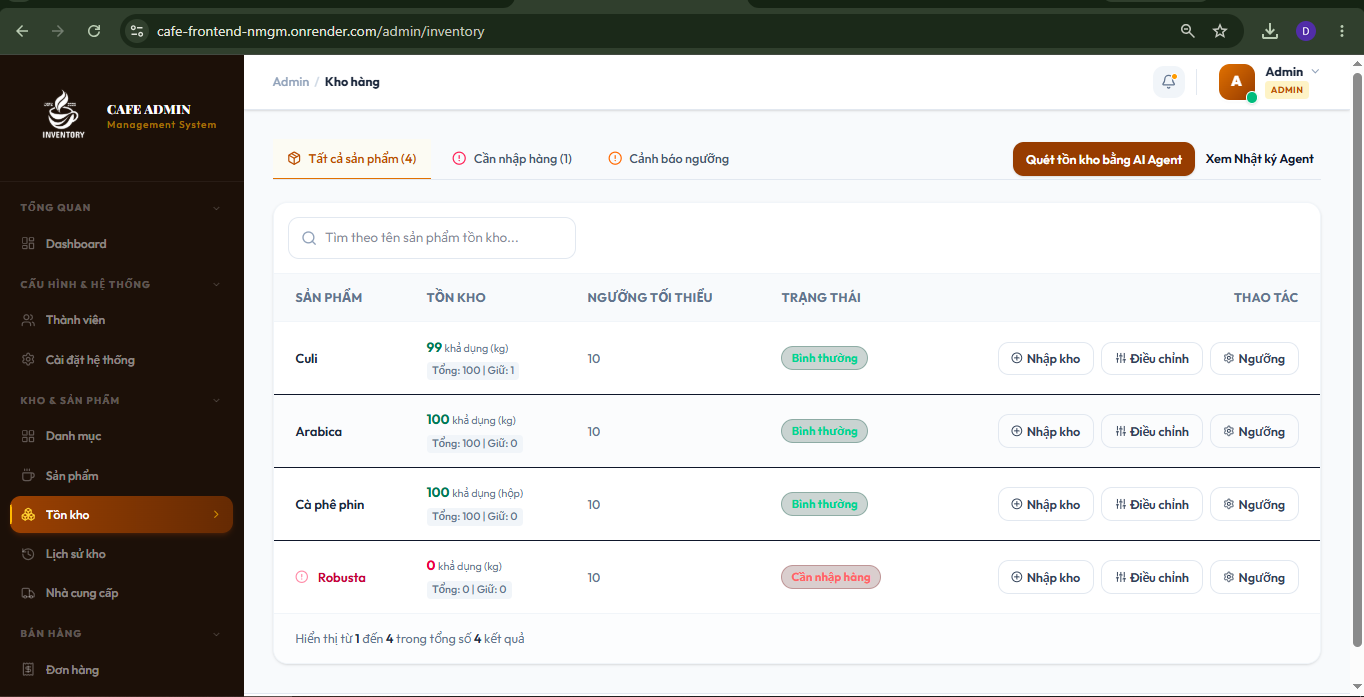 cafe-frontend-nmgm.onrender.com/admin/inventory
D
INVENTORY
CAFE ADMIN
Management System
TỔNG QUAN
Dashboard
CẤU HÌNH & HỆ THỐNG
Thành viên
Cài đặt hệ thống
KHO & SẢN PHẨM
Danh mục
Sản phẩm
Tồn kho
Lịch sử kho
Nhà cung cấp
BÁN HÀNG
Đơn hàng
Admin / Kho hàng
A
Admin
ADMIN
Tất cả sản phẩm (4)
Cần nhập hàng (1)
Cảnh báo ngưỡng
Quét tồn kho bằng AI Agent
Xem Nhật ký Agent
Tìm theo tên sản phẩm tồn kho...
SẢN PHẨM TỒN KHO NGƯỠNG TỐI THIỂU TRẠNG THÁI THAO TÁC
Culi
99 khả dụng (kg)
Tổng: 100 | Giữ: 1
10
Bình thường
Nhập kho
Điều chỉnh
Ngưỡng
Arabica
100 khả dụng (kg)
Tổng: 100 | Giữ: 0
10
Bình thường
Nhập kho
Điều chỉnh
Ngưỡng
Cà phê phin
100 khả dụng (hộp)
Tổng: 100 | Giữ: 0
10
Bình thường
Nhập kho
Điều chỉnh
Ngưỡng
Robusta
0 khả dụng (kg)
Tổng: 0 | Giữ: 0
10
Cần nhập hàng
Nhập kho
Điều chỉnh
Ngưỡng
Hiển thị từ 1 đến 4 trong tổng số 4 kết quả